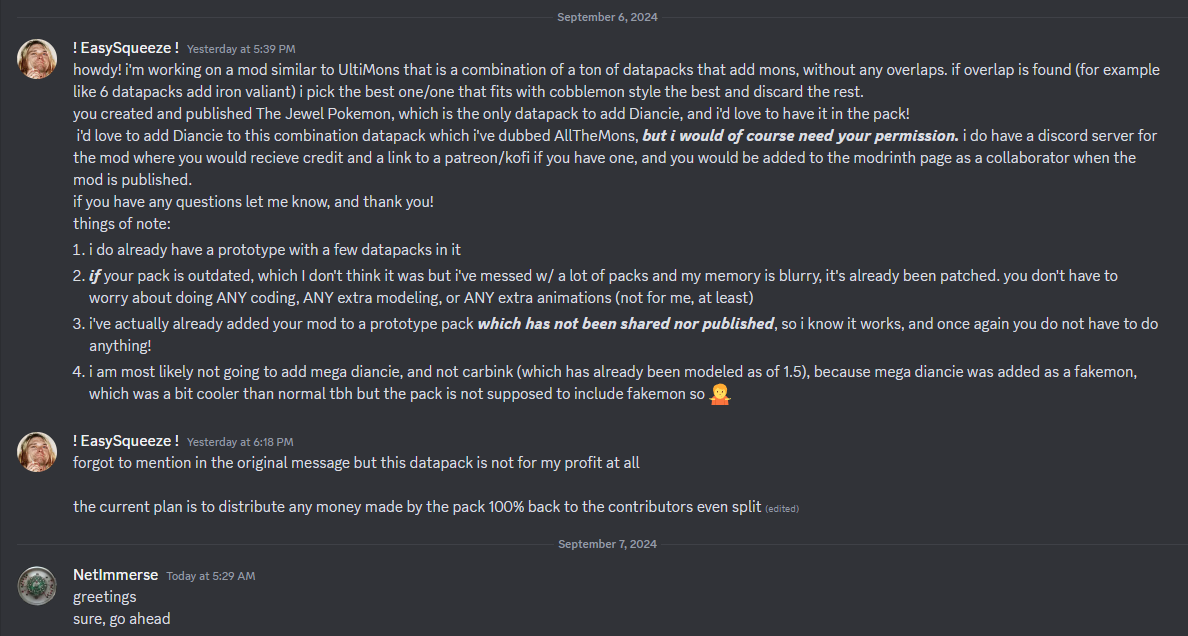 September 6, 2024
! EasySqueeze ! Yesterday at 5:39 PM
howdy! i'm working on a mod similar to UltiMons that is a combination of a ton of datapacks that add mons, without any overlaps. if overlap is found (for example
like 6 datapacks add iron valiant) i pick the best one/one that fits with cobblemon style the best and discard the rest.
you created and published The Jewel Pokemon, which is the only datapack to add Diancie, and i'd love to have it in the pack!
i'd love to add Diancie to this combination datapack which i've dubbed AllTheMons, but i would of course need your permission. i do have a discord server for
the mod where you would recieve credit and a link to a patreon/kofi if you have one, and you would be added to the modrinth page as a collaborator when the
mod is published.
if you have any questions let me know, and thank you!
things of note:
1. i do already have a prototype with a few datapacks in it
2. if your pack is outdated, which I don't think it was but i've messed w/ a lot of packs and my memory is blurry, it's already been patched. you don't have to
worry about doing ANY coding, ANY extra modeling, or ANY extra animations (not for me, at least)
3. i've actually already added your mod to a prototype pack which has not been shared nor published, so i know it works, and once again you do not have to do
anything!
4. i am most likely not going to add mega diancie, and not carbink (which has already been modeled as of 1.5), because mega diancie was added as a fakemon,
which was a bit cooler than normal tbh but the pack is not supposed to include fakemon so 🤷
! EasySqueeze ! Yesterday at 6:18 PM
forgot to mention in the original message but this datapack is not for my profit at all
the current plan is to distribute any money made by the pack 100% back to the contributors even split (edited)
September 7, 2024
NetImmerse Today at 5:29 AM
greetings
sure, go ahead